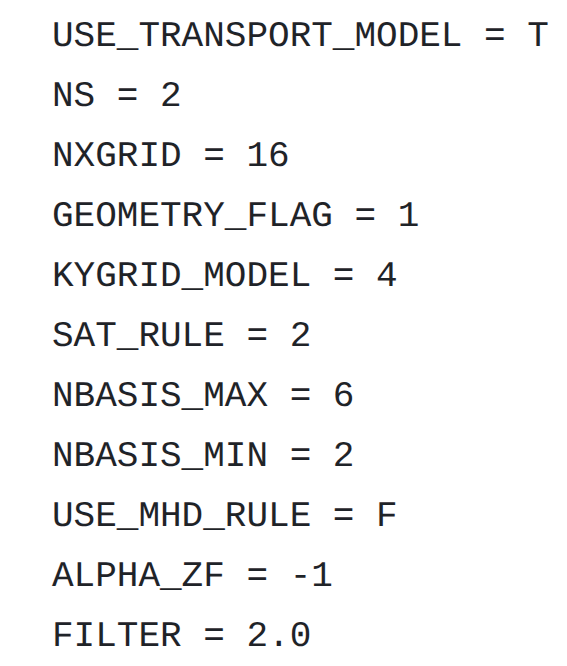 USE_TRANSPORT_MODEL = T
NS = 2
NXGRID = 16
GEOMETRY_FLAG = 1
KYGRID_MODEL = 4
SAT_RULE = 2
NBASIS_MAX = 6
NBASIS_MIN = 2
USE_MHD_RULE = F
ALPHA_ZF = -1
FILTER = 2.0